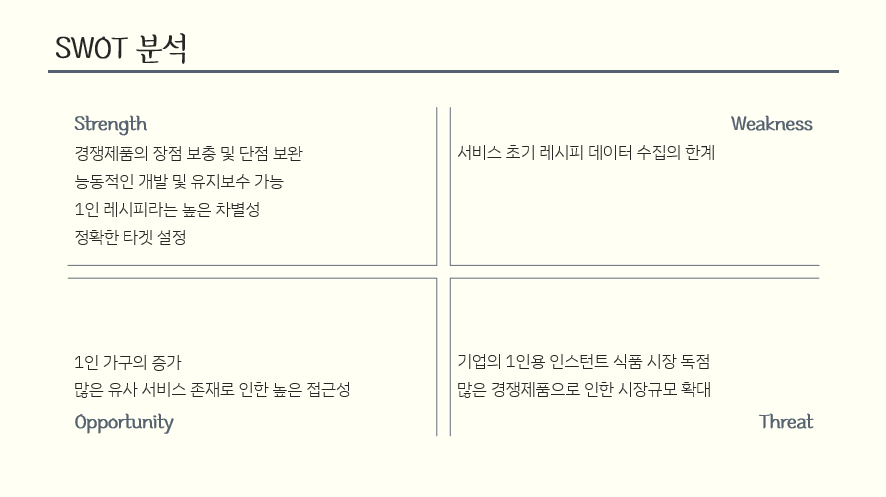 SWOT 분석
Strength
경쟁제품의 장점 보충 및 단점 보완
능동적인 개발 및 유지보수 가능
1인 레시피라는 높은 차별성
정확한 타겟 설정
Weakness
서비스 초기 레시피 데이터 수집의 한계
1인 가구의 증가
많은 유사 서비스 존재로 인한 높은 접근성
Opportunity
기업의 1인용 인스턴트 식품 시장 독점
많은 경쟁제품으로 인한 시장규모 확대
Threat